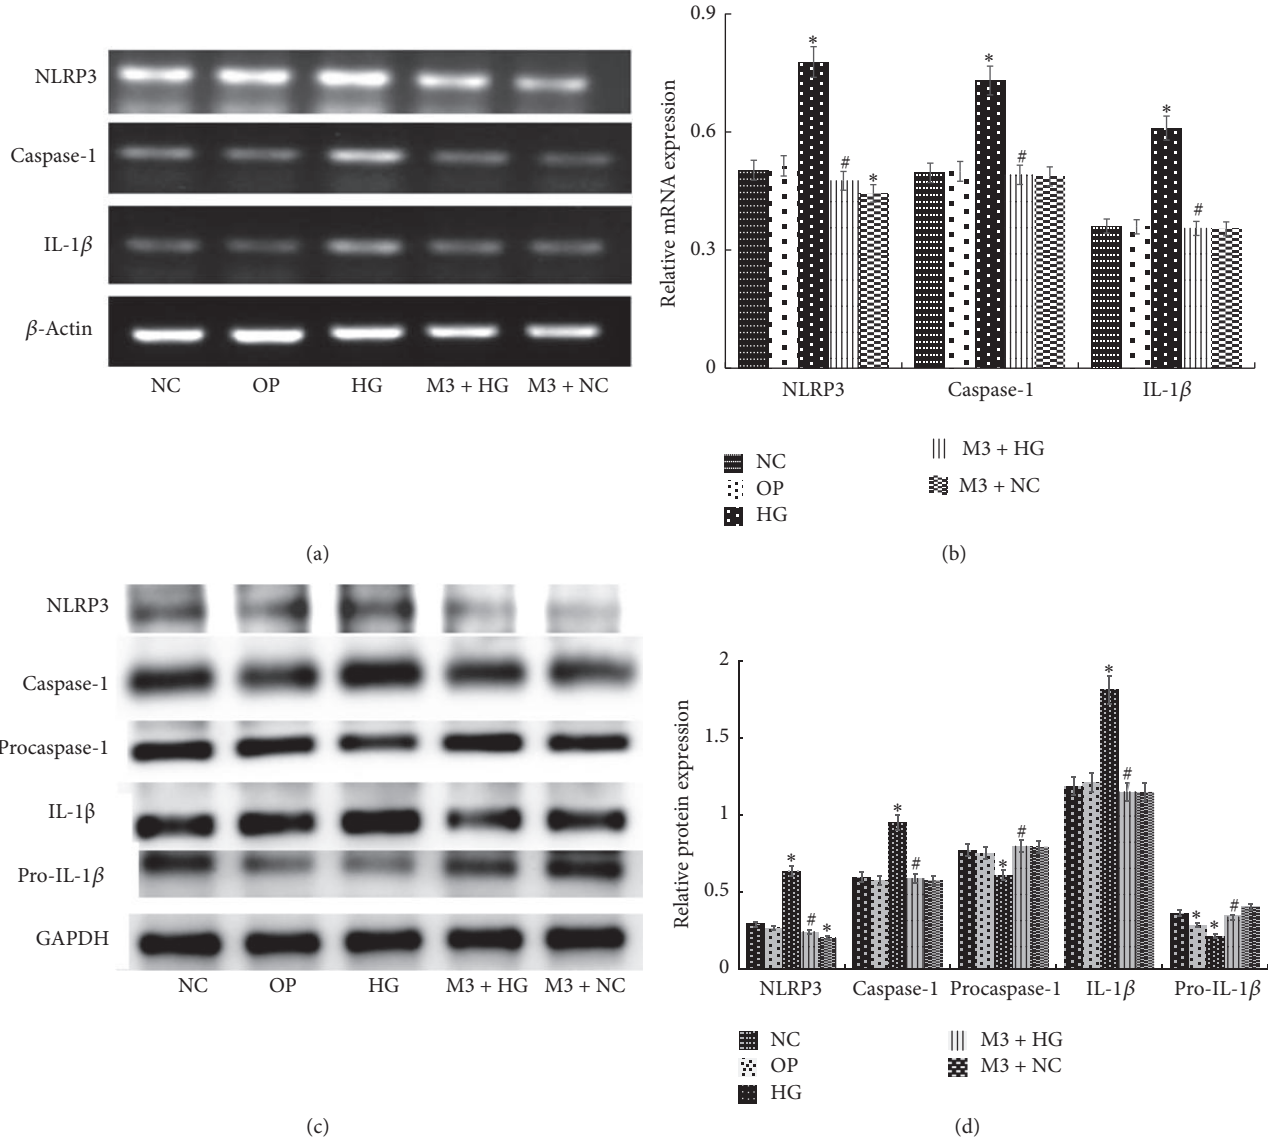 NLRP3
Caspase-1
IL-1β
β-Actin
NC OP HG M3 + HG M3 + NC
(a)
Relative mRNA expression
0.9
0.6
0.3
0
* * * # * # * #
NLRP3 Caspase-1 IL-1β
NC
OP
HG
M3 + HG
M3 + NC
(b)
NLRP3
Caspase-1
Procaspase-1
IL-1β
Pro-IL-1β
GAPDH
NC OP HG M3 + HG M3 + NC
(c)
Relative protein expression
2
1.5
1
0.5
0
* # * * # * # * # * * #
NLRP3 Caspase-1 Procaspase-1 IL-1β Pro-IL-1β
NC
OP
HG
M3 + HG
M3 + NC
(d)